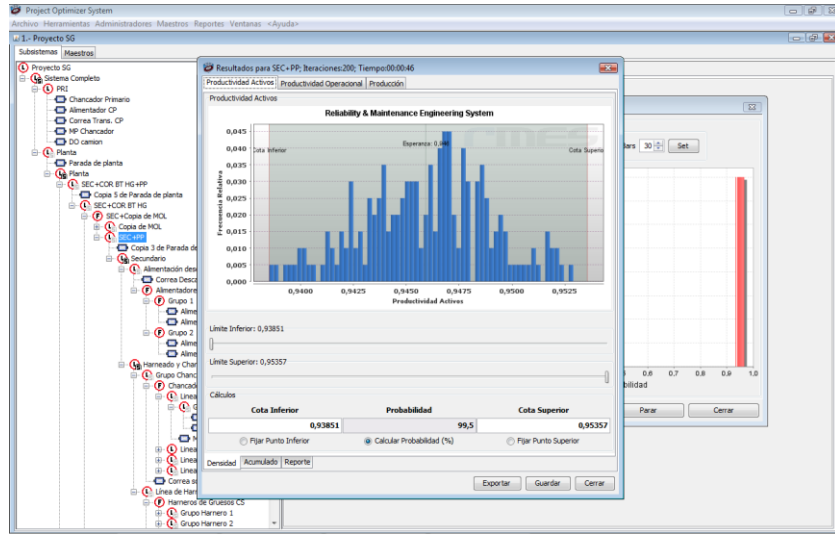 Project Optimizer System
Archivo Herramientas Administradores Maestros Reportes Ventanas <Ayuda>
1.- Proyecto SG
Subsistemas Maestros
Proyecto SG
Sistema Completo
PRI
Chancador Primario
Alimentador CP
Correa Trans. CP
MP Chancador
DO camion
Planta
Parada de planta
Planta
SEC+COR BT HG+PP
Copia 5 de Parada de planta
SEC+COR BT HG
SEC+Copia de MOL
Copia de MOL
SEC+PP
Copia 3 de Parada de
Secundario
Alimentación des
Correa Desca
Alimentadore
Grupo 1
Alime
Alime
Grupo 2
Alime
Alime
Harneado y Char
Grupo Chanc
Chancad
Linea
G
Linea
Linea
Linea
Correa s
Línea de Harn
Harneros de Gruesos CS
Grupo Harnero 1
Grupo Harnero 2
Resultados para SEC+PP; Iteraciones:200; Tiempo:00:00:46
Productividad Activos Productividad Operacional Producción
Productividad Activos
Reliability & Maintenance Engineering System
rmes
Cota Inferior
Cota Superio
Frecuencia Relativa
0,045
0,040
0,035
0,030
0,025
0,020
0,015
0,010
0,005
0,000
0,9400 0,9425 0,9450 0,9475 0,9500 0,9525
Productividad Activos
Límite Inferior: 0,93851
Límite Superior: 0,95357
Cálculos
Cota Inferior Probabilidad Cota Superior
0,93851 99,5 0,95357
Fijar Punto Inferior Calcular Probabilidad (%) Fijar Punto Superior
Densidad Acumulado Reporte
Exportar Guardar Cerrar
ars 30 Set
0,6 0,7 0,8 0,9 1,0
bilidad
Parar Cerrar